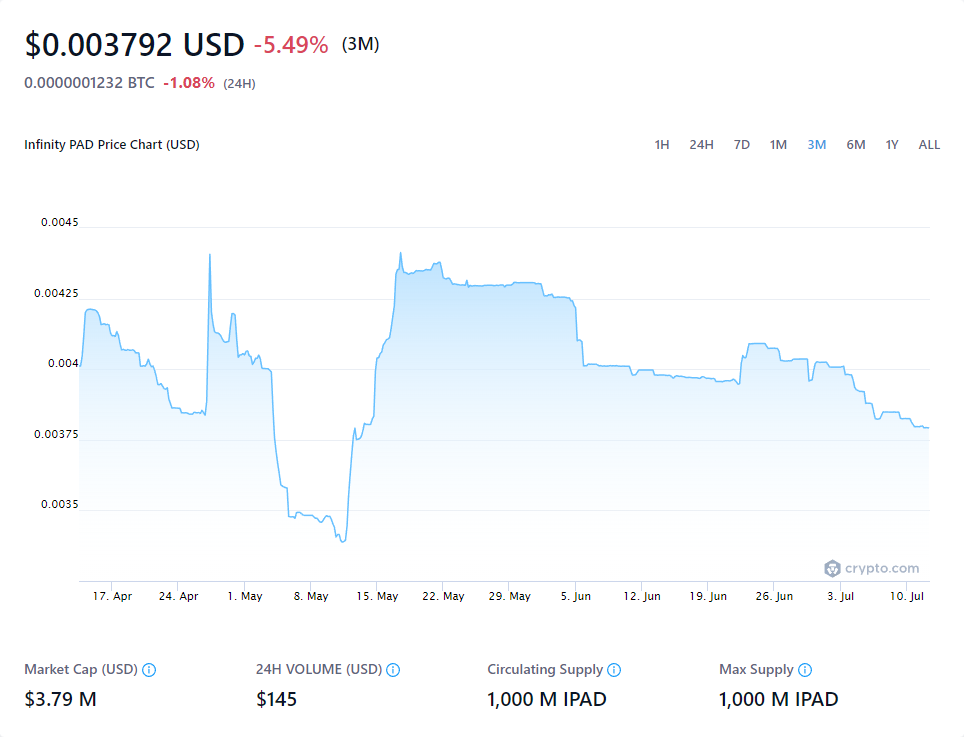 $0.003792 USD -5.49% (3M)
0.0000001232 BTC -1.08% (24H)
Infinity PAD Price Chart (USD) 1H 24H 7D 1M 3M 6M 1Y ALL
0.0045
0.00425
0.004
0.00375
0.0035
crypto.com
17. Apr 24. Apr 1. May 8. May 15. May 22. May 29. May 5. Jun 12. Jun 19. Jun 26. Jun 3. Jul 10. Jul
Market Cap (USD) 24H VOLUME (USD) Circulating Supply Max Supply
$3.79 M $145 1,000 M IPAD 1,000 M IPAD